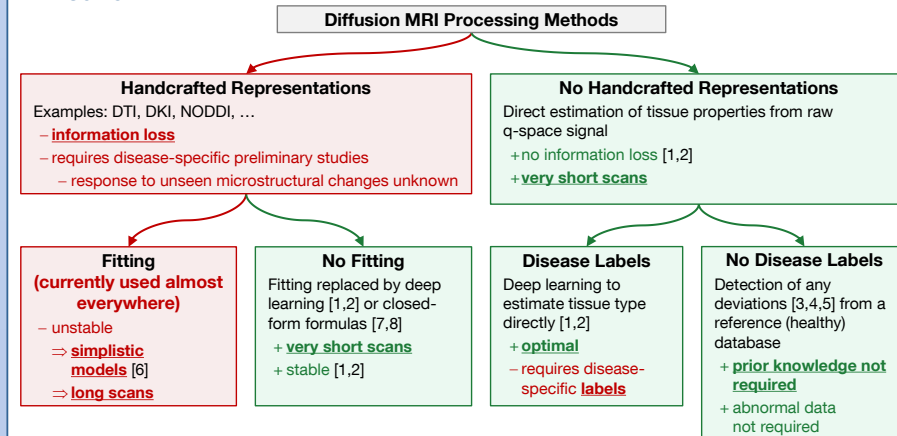 Diffusion MRI Processing Methods
Handcrafted Representations
Examples: DTI, DKI, NODDI, …
– information loss
– requires disease-specific preliminary studies
– response to unseen microstructural changes unknown
No Handcrafted Representations
Direct estimation of tissue properties from raw
q-space signal
+ no information loss [1,2]
+ very short scans
Fitting
(currently used almost
everywhere)
– unstable
⇒ simplistic
models [6]
⇒ long scans
No Fitting
Fitting replaced by deep
learning [1,2] or closed-
form formulas [7,8]
+ very short scans
+ stable [1,2]
Disease Labels
Deep learning to
estimate tissue type
directly [1,2]
+ optimal
– requires disease-
specific labels
No Disease Labels
Detection of any
deviations [3,4,5] from a
reference (healthy)
database
+ prior knowledge not
required
+ abnormal data
not required